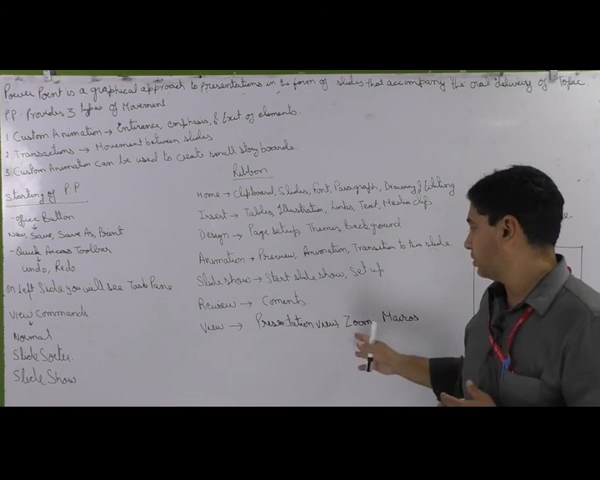 Power Point is a graphical approach to presentations in the form of slides that accompany the oral delivery of Topic.
PP Provides 3 types of Movement
1 Custom Animation → Enterence, emphasis, & Exit of elements.
2 Transactions → Movement between slides
3 Custom Animation can be used to create small story boards.
Starting of PP
- office Button
New, Save, Save As, Print
- Quick Access Toolbar
undo, Redo
on left Side you will see Task Pane
View Commands
Normal
Slide Sorter
Slide Show
Ribbon
Home → Clipboard, Slides, Font, Paragraph, Drawing & Editing
Insert → Tables, Illustration, Links, Text, Media clip
Design → Page setup, Themes, Background
Animation → Preview, Animation, Transition to this slide
Slide show → Start slide show, Set up
Review → Coments
View → Presentation views Zoom Macros